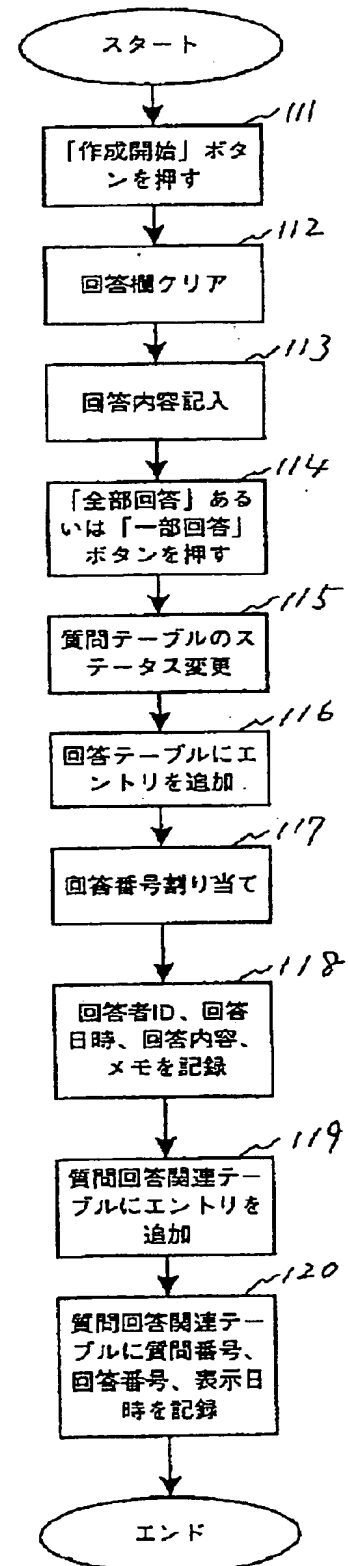 スタート
111
「作成開始」ボタ
ンを押す
112
回答欄クリア
113
回答内容記入
114
「全部回答」ある
いは「一部回答」
ボタンを押す
115
質問テーブルのス
テータス変更
116
回答テーブルにエ
ントリを追加
117
回答番号割り当て
118
回答者ID、回答
日時、回答内容、
メモを記録
119
質問回答関連テー
ブルにエントリを
追加
120
質問回答関連テー
ブルに質問番号、
回答番号、表示日
時を記録
エンド